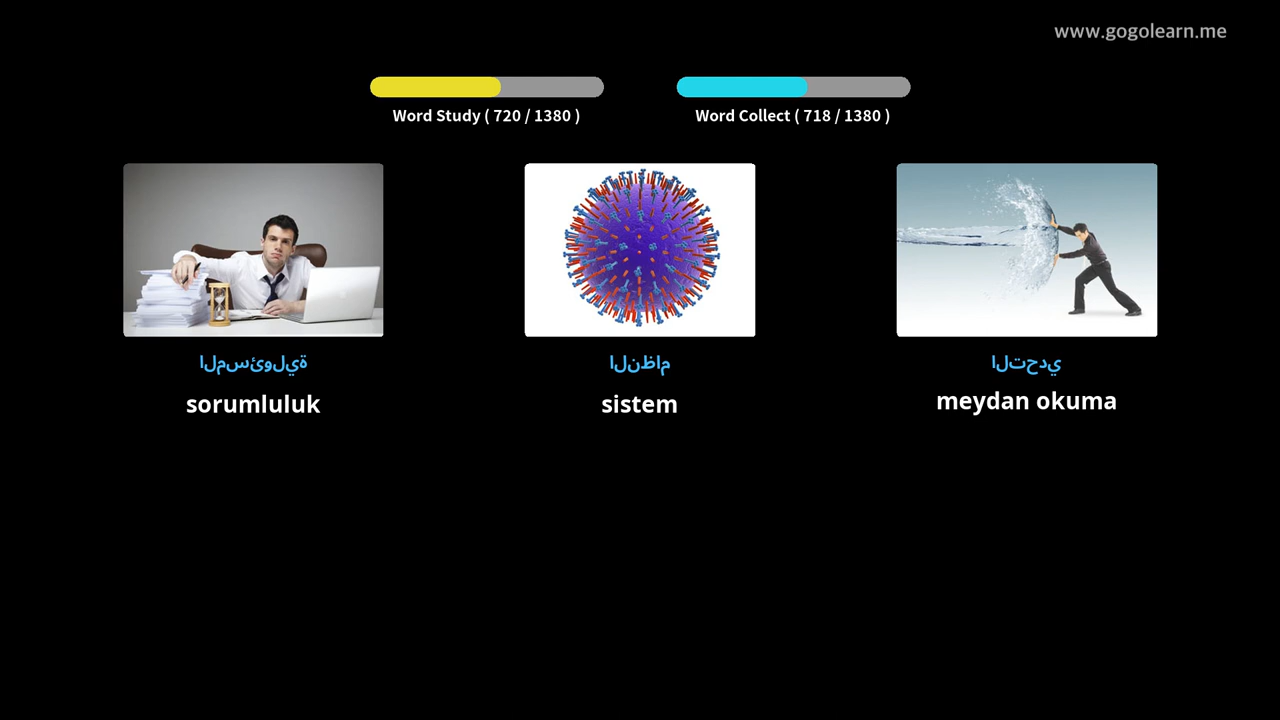 www.gogolearn.me
Word Study ( 720 / 1380 )
Word Collect ( 718 / 1380 )
المسئولية
النظام
التحدي
sorumluluk
sistem
meydan okuma